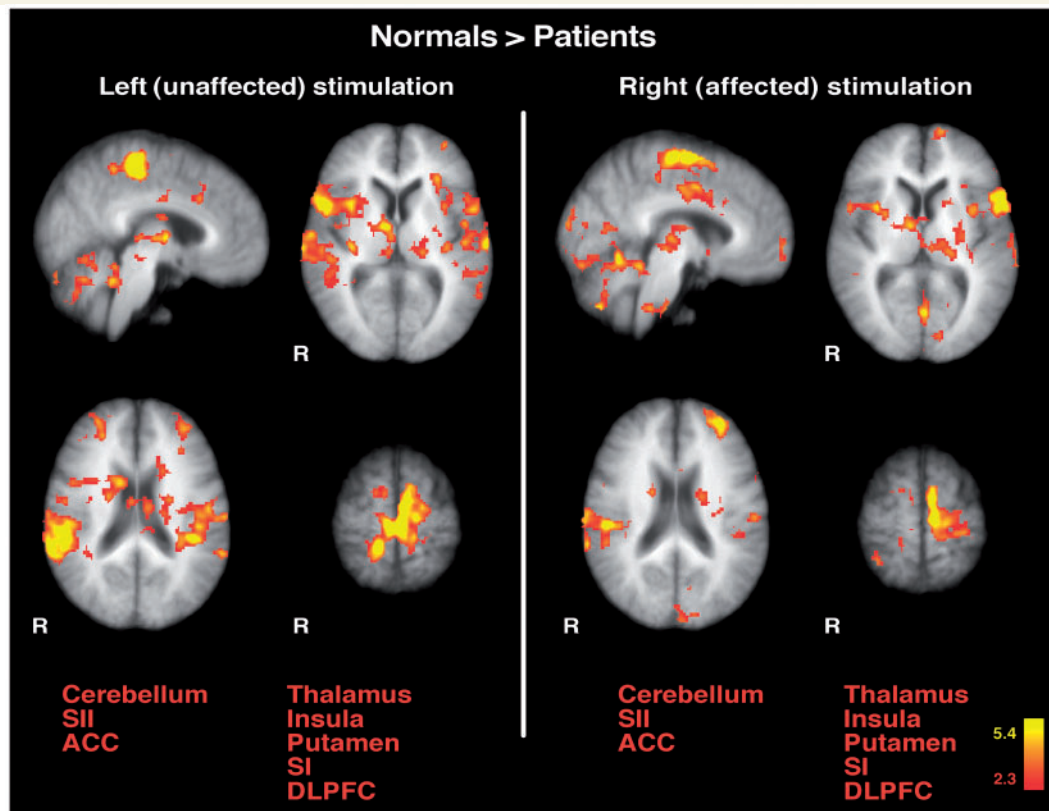 Normals > Patients
Left (unaffected) stimulation
Right (affected) stimulation
R
R
R
R
R
R
Cerebellum
SII
ACC
Thalamus
Insula
Putamen
SI
DLPFC
Cerebellum
SII
ACC
Thalamus
Insula
Putamen
SI
DLPFC
5.4
2.3